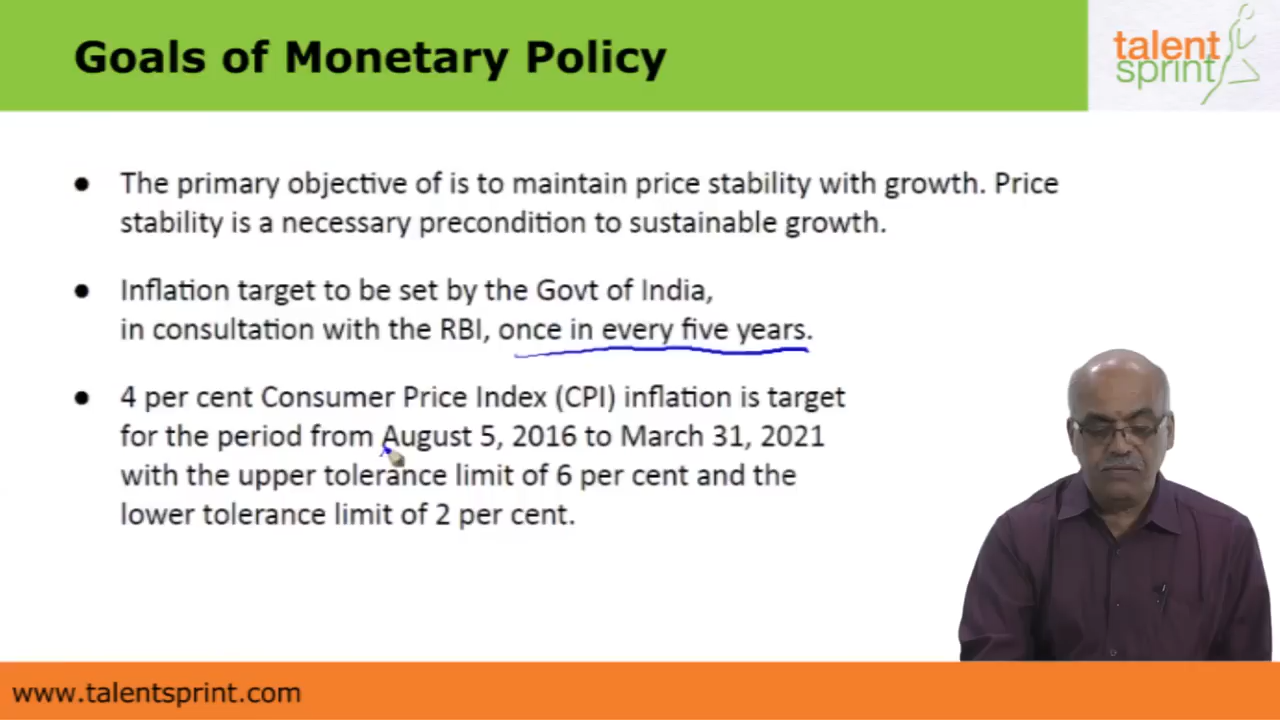 Goals of Monetary Policy
talent
sprint
● The primary objective of is to maintain price stability with growth. Price
stability is a necessary precondition to sustainable growth.
● Inflation target to be set by the Govt of India,
in consultation with the RBI, once in every five years.
● 4 per cent Consumer Price Index (CPI) inflation is target
for the period from August 5, 2016 to March 31, 2021
with the upper tolerance limit of 6 per cent and the
lower tolerance limit of 2 per cent.
www.talentsprint.com